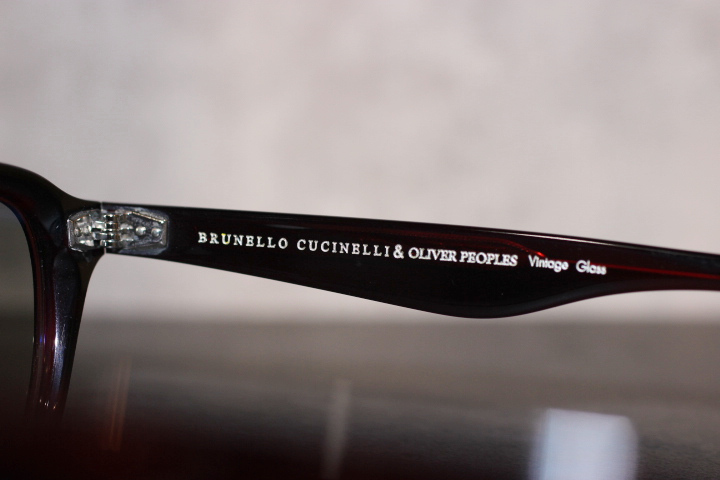 BRUNELLO CUCINELLI & OLIVER PEOPLES Vintage Glass